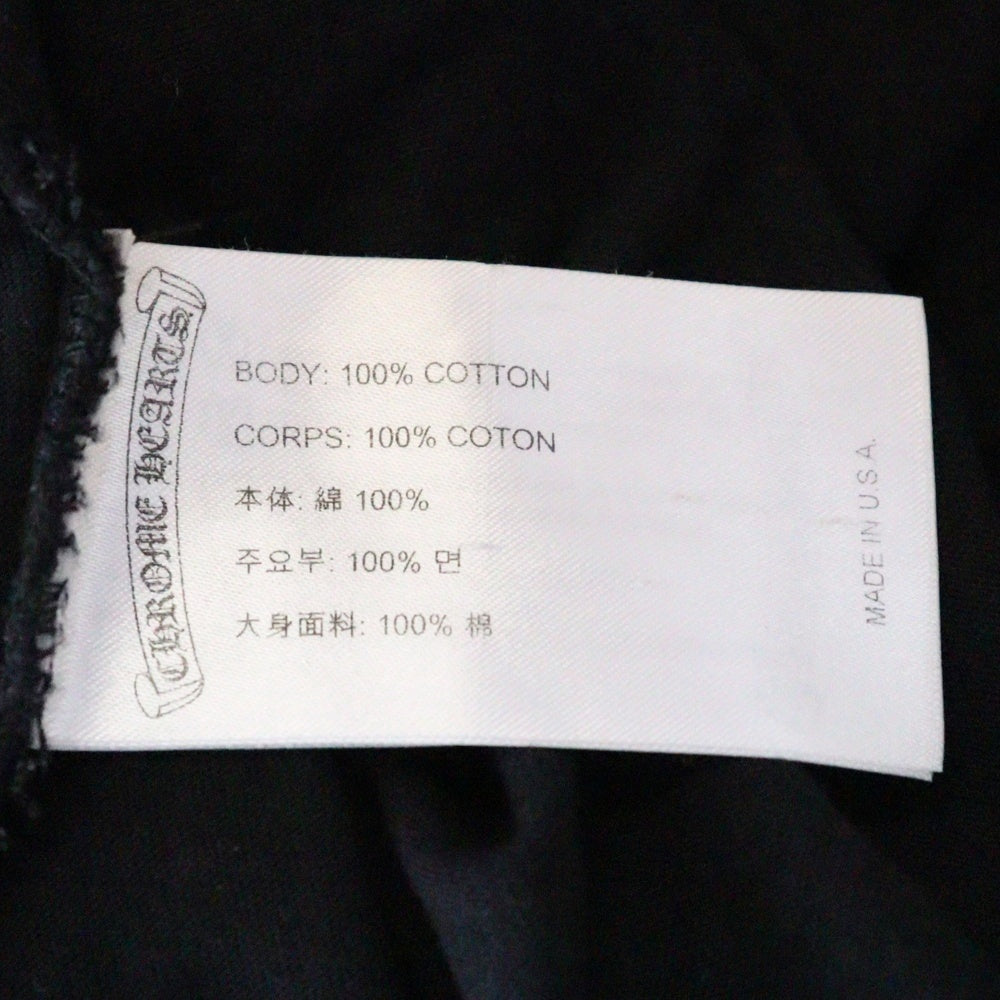 CHROME HEARTS
BODY: 100% COTTON
CORPS: 100% COTON
本体: 綿 100%
주요부: 100% 면
大身面料: 100% 棉
MADE IN U.S.A.